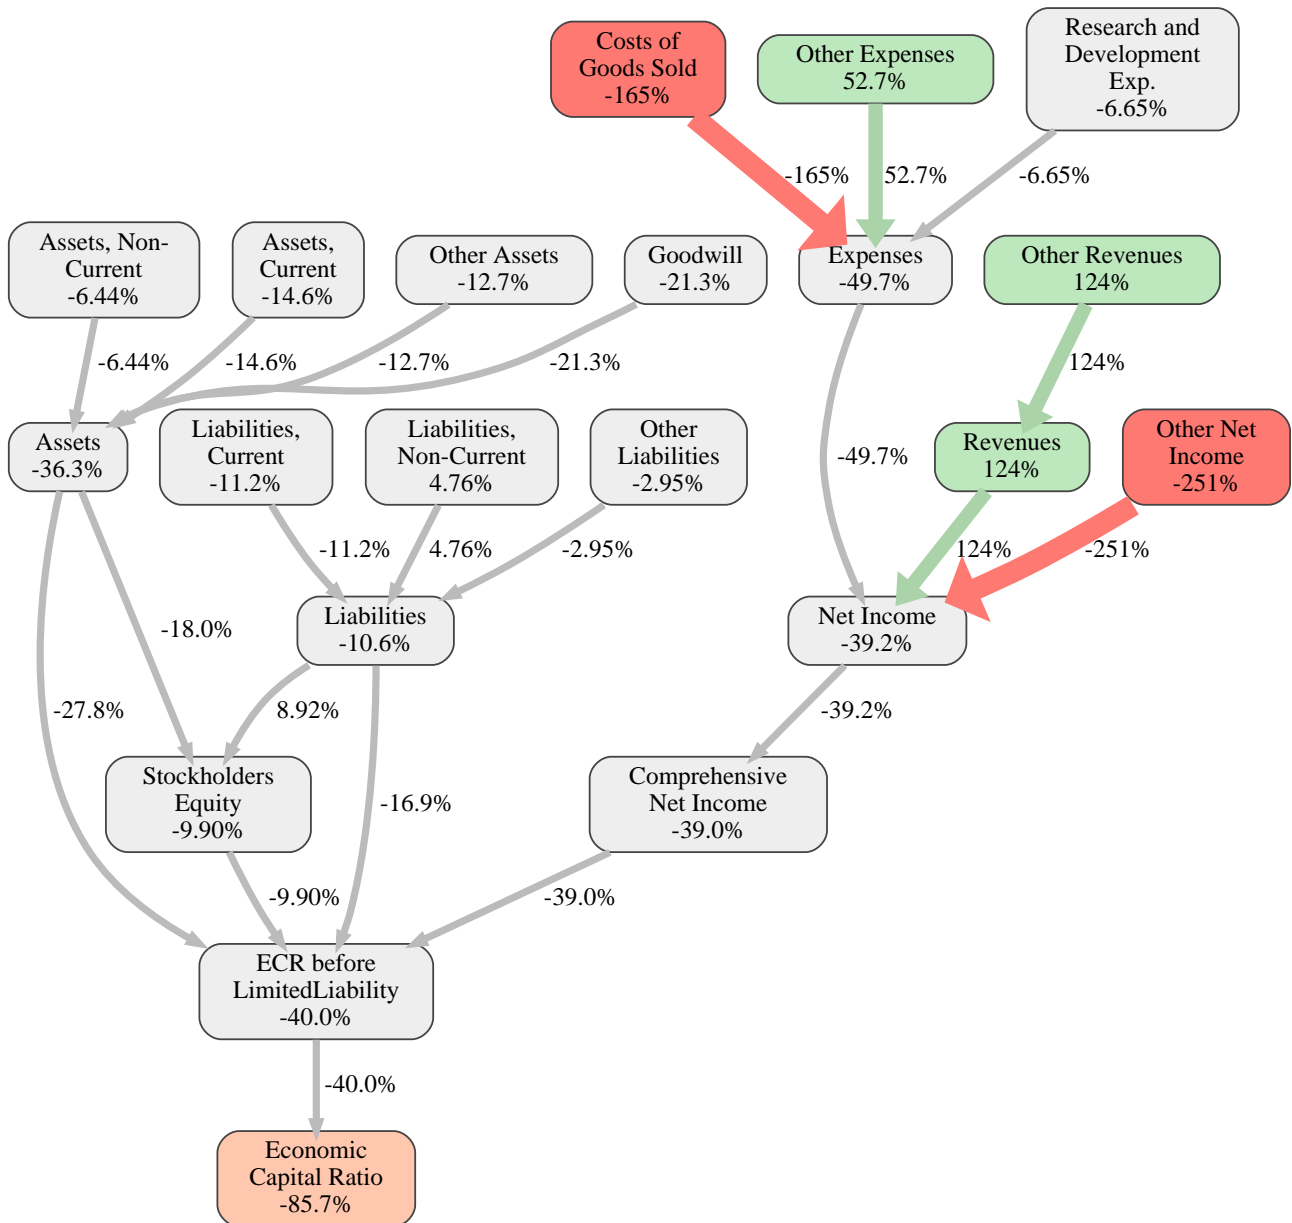 Costs of
Goods Sold
-165%
Other Expenses
52.7%
Research and
Development
Exp.
-6.65%
-165%
52.7%
-6.65%
Assets, Non-
Current
-6.44%
Assets,
Current
-14.6%
Other Assets
-12.7%
Goodwill
-21.3%
Expenses
-49.7%
Other Revenues
124%
-6.44%
-14.6%
-12.7%
-21.3%
124%
Assets
-36.3%
Liabilities,
Current
-11.2%
Liabilities,
Non-Current
4.76%
Other
Liabilities
-2.95%
-49.7%
Revenues
124%
Other Net
Income
-251%
-11.2%
4.76%
-2.95%
124%
-251%
-18.0%
Liabilities
-10.6%
Net Income
-39.2%
-27.8%
8.92%
-39.2%
Stockholders
Equity
-9.90%
-16.9%
Comprehensive
Net Income
-39.0%
-9.90%
-39.0%
ECR before
LimitedLiability
-40.0%
-40.0%
Economic
Capital Ratio
-85.7%